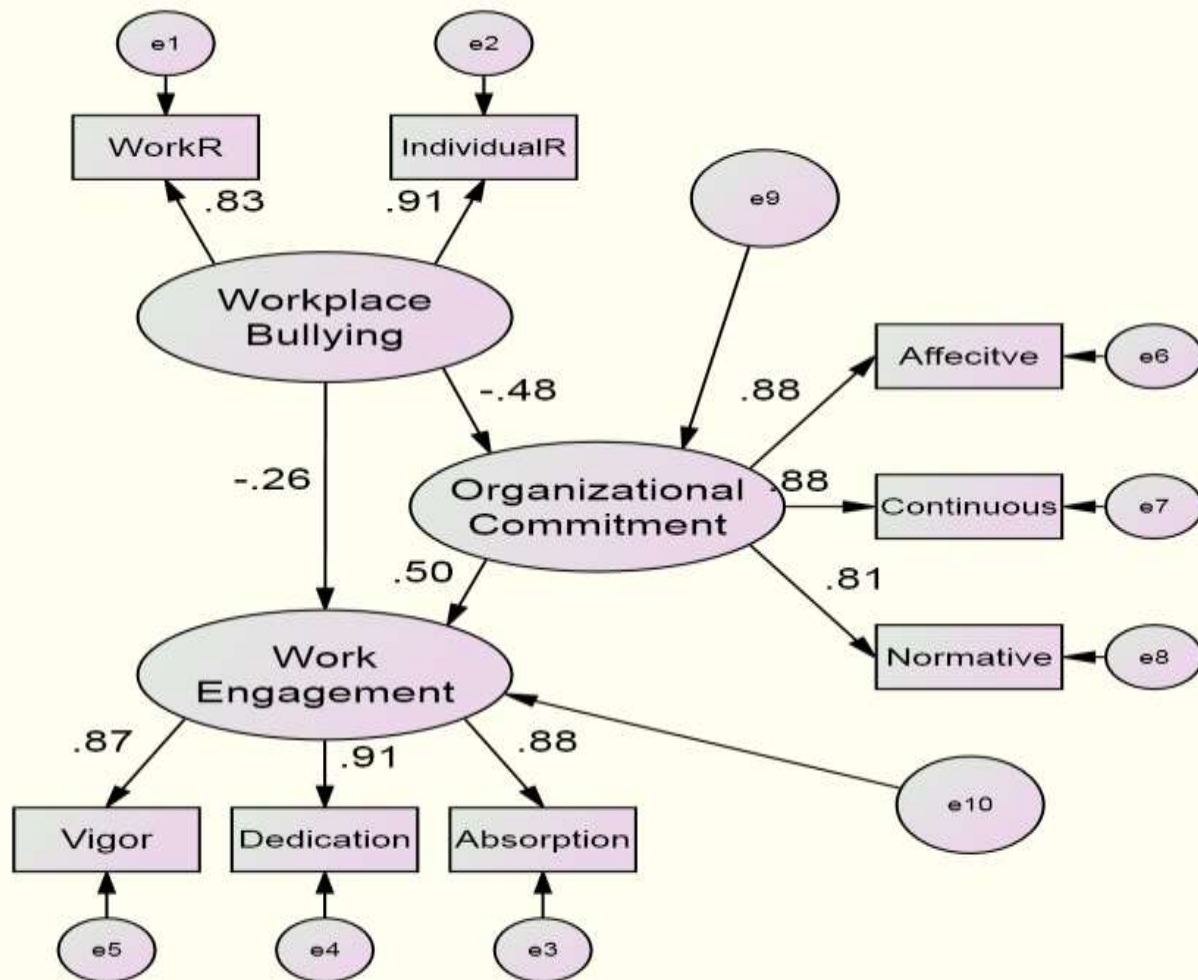 e1
e2
WorkR
IndividualR
.83
.91
e9
Workplace
Bullying
Affecitve
e6
-.48
.88
-.26
Organizational
Commitment
.88
Continuous
e7
.50
.81
Work
Engagement
Normative
e8
.87
.91
.88
e10
Vigor
Dedication
Absorption
e5
e4
e3